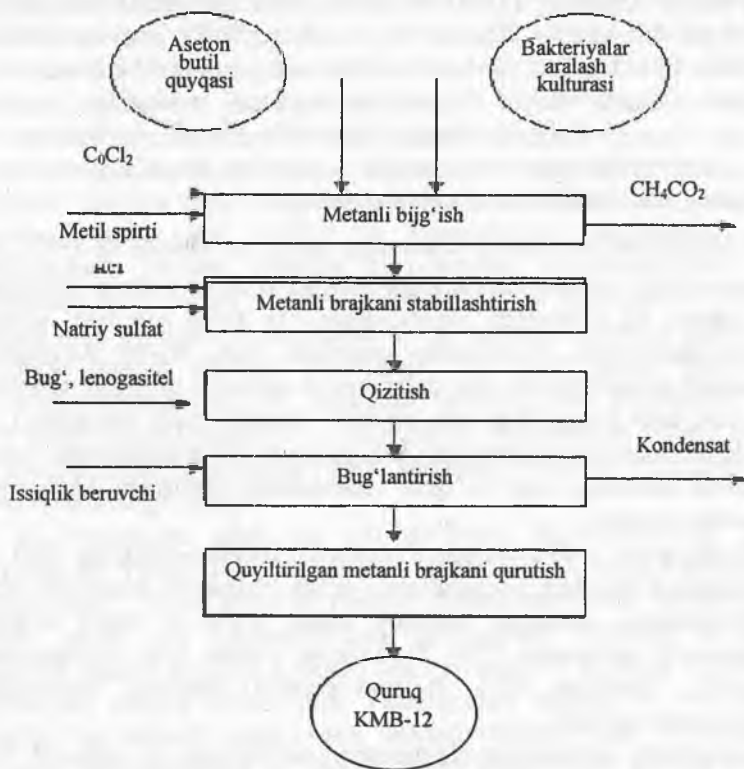 Aseton
butil
quyqasi
Bakteriyalar
aralash
kulturasi
C₀Cl₂
Metil spirti
Metanli bijg‘ish
CH₄CO₂
Natriy sulfat
Metanli brajkani stabillashtirish
Bug‘, lenogasitel
Qizitish
Issiqlik beruvchi
Bug‘lantirish
Kondensat
Quyiltirilgan metanli brajkani qurutish
Quruq
KMB-12